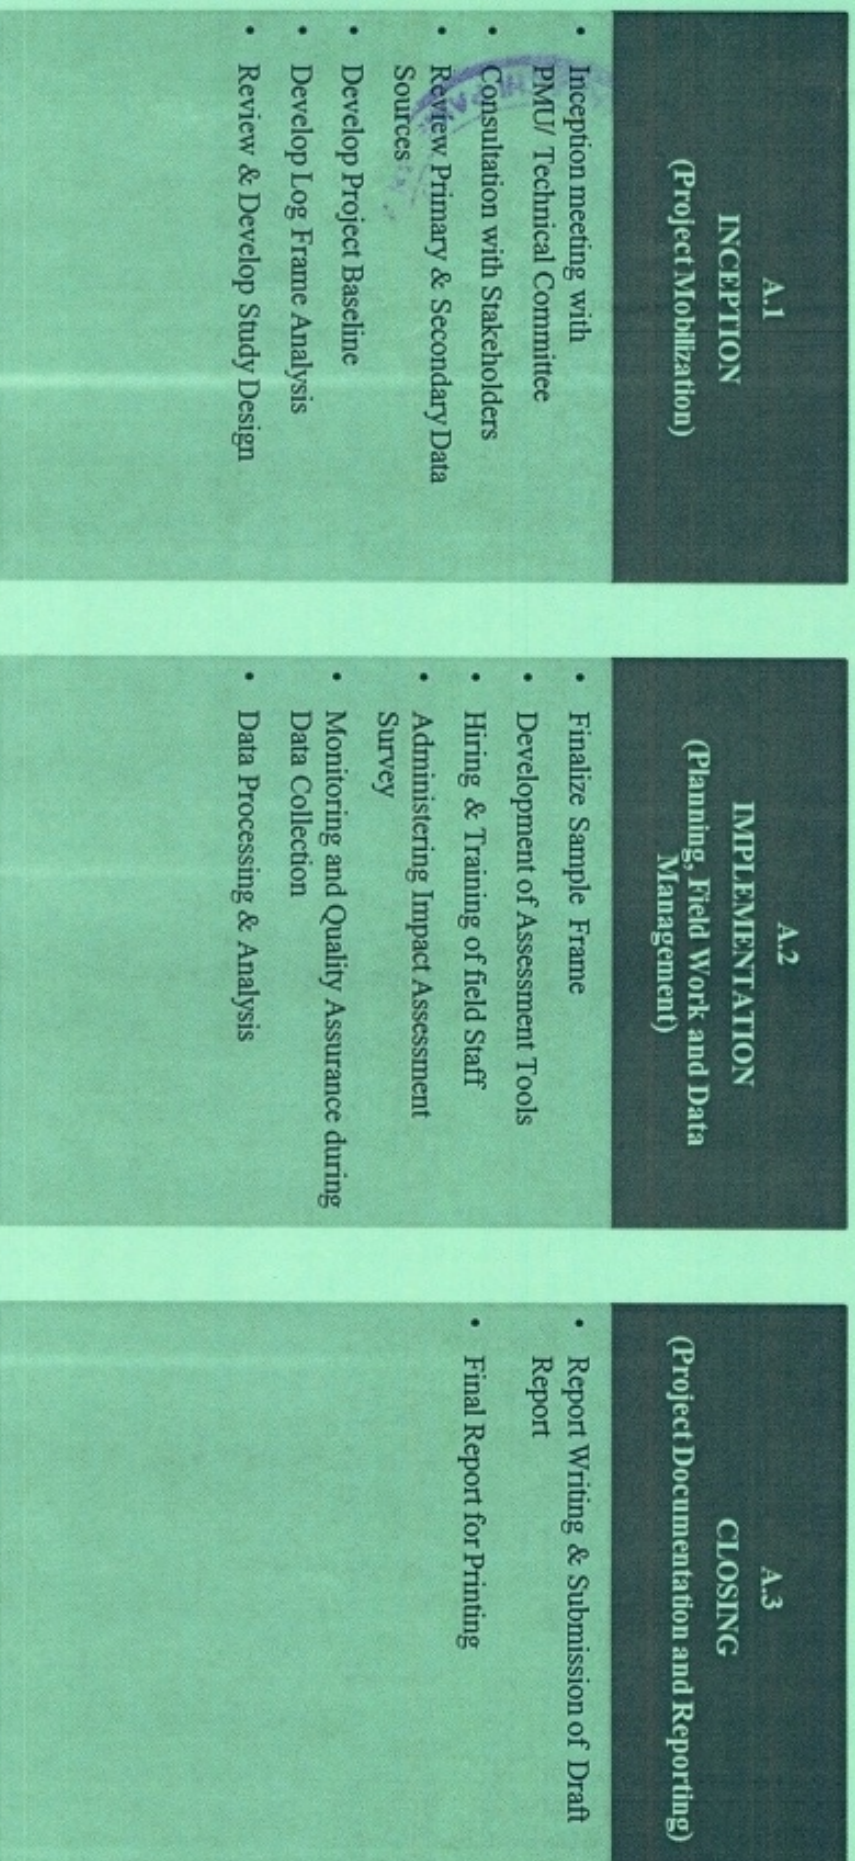 A.1
INCEPTION
(Project Mobilization)
• Inception meeting with
PMU/ Technical Committee
• Consultation with Stakeholders
• Review Primary & Secondary Data
Sources
• Develop Project Baseline
• Develop Log Frame Analysis
• Review & Develop Study Design
A.2
IMPLEMENTATION
(Planning, Field Work and Data
Management)
• Finalize Sample Frame
• Development of Assessment Tools
• Hiring & Training of field Staff
• Administering Impact Assessment
Survey
• Monitoring and Quality Assurance during
Data Collection
• Data Processing & Analysis
A.3
CLOSING
(Project Documentation and Reporting)
• Report Writing & Submission of Draft
Report
• Final Report for Printing